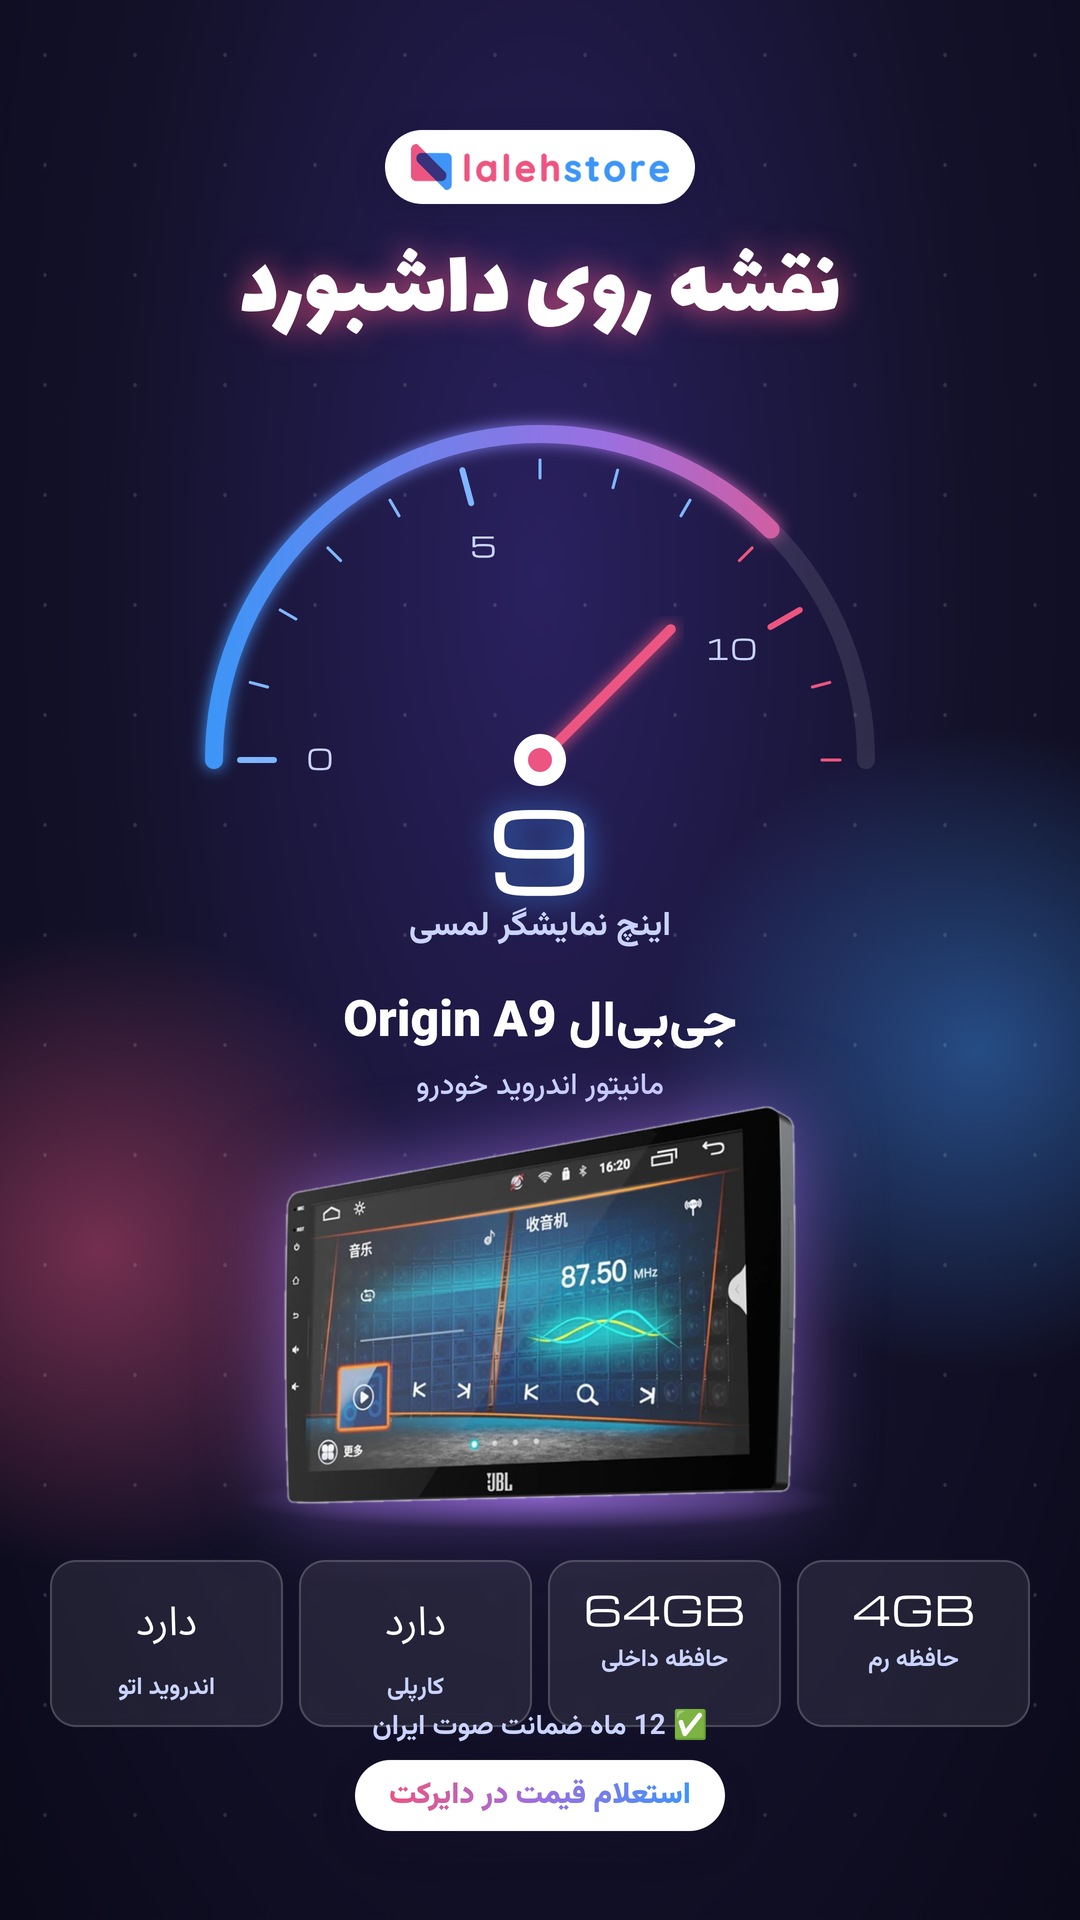 lalehstore
نقشه روی داشبورد
5
10
0
9
اینچ نمایشگر لمسی
جی‌بی‌ال Origin A9
مانیتور اندروید خودرو
16:20
音乐
收音机
87.50 MHz
更多
JBL
4GB
حافظه رم
64GB
حافظه داخلی
دارد
کارپلی
دارد
اندروید اتو
✅ 12 ماه ضمانت صوت ایران
استعلام قیمت در دایرکت